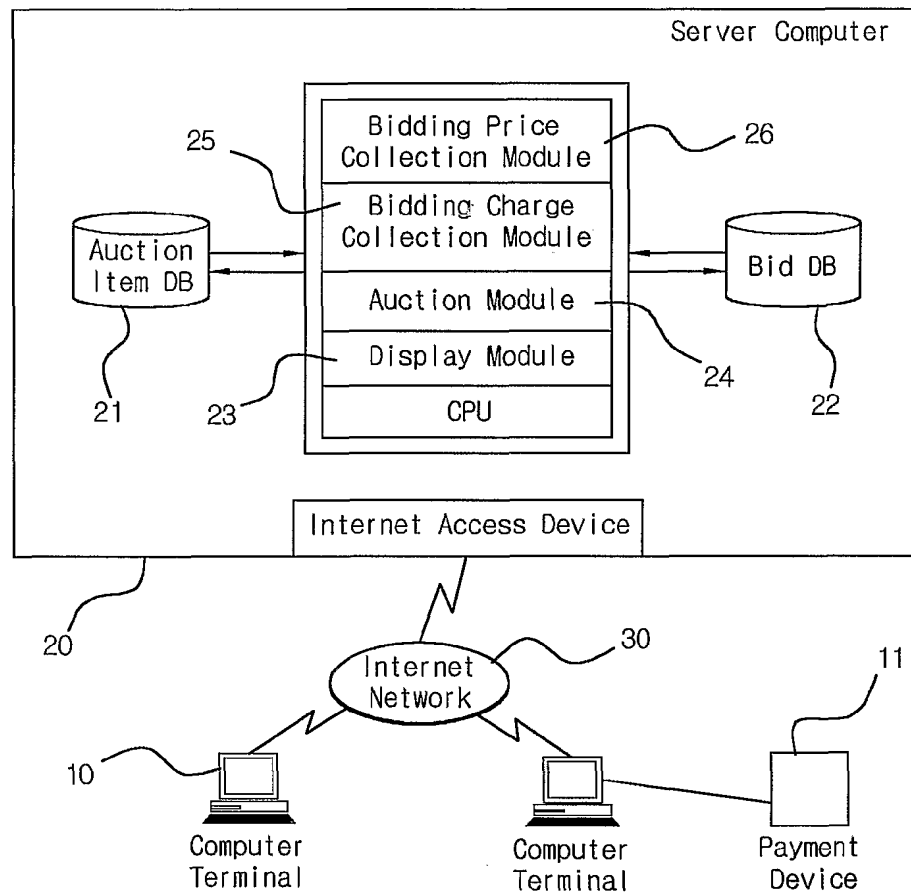 Server Computer
Bidding Price
Collection Module
26
25
Bidding Charge
Collection Module
Auction
Item DB
Bid DB
Auction Module
Display Module
21
23
24
22
CPU
Internet Access Device
20
30
Internet
Network
11
10
Computer
Terminal
Computer
Terminal
Payment
Device